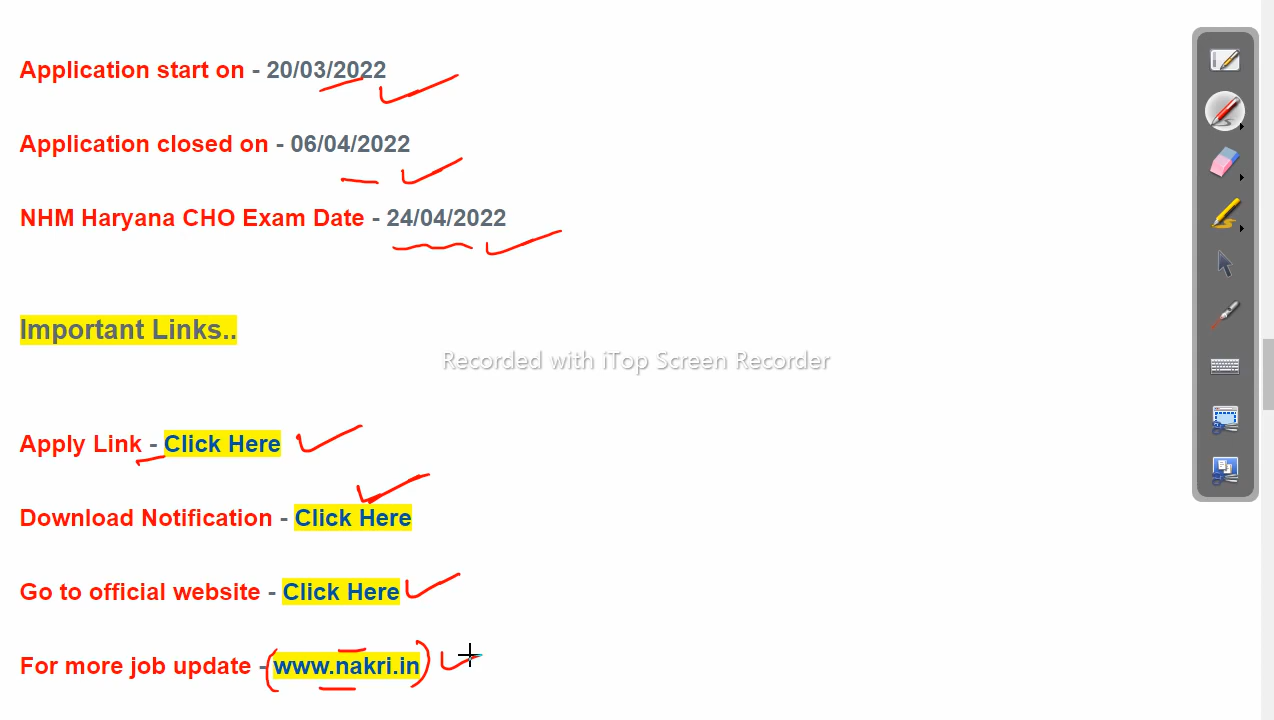 Application start on - 20/03/2022
Application closed on - 06/04/2022
NHM Haryana CHO Exam Date - 24/04/2022
Important Links..
Recorded with iTop Screen Recorder
Apply Link - Click Here
Download Notification - Click Here
Go to official website - Click Here
For more job update - www.nakri.in